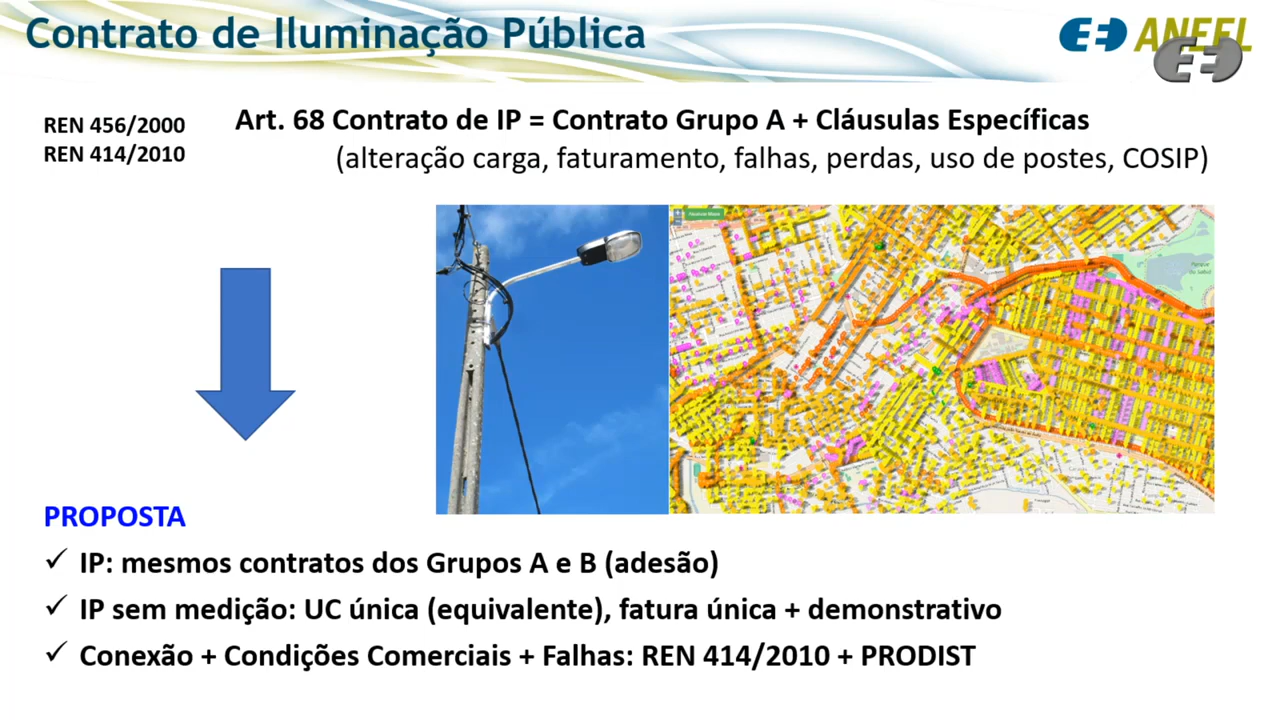 Contrato de Iluminação Pública
ANEEL
REN 456/2000
REN 414/2010
Art. 68 Contrato de IP = Contrato Grupo A + Cláusulas Específicas
(alteração carga, faturamento, falhas, perdas, uso de postes, COSIP)
PROPOSTA
✓ IP: mesmos contratos dos Grupos A e B (adesão)
✓ IP sem medição: UC única (equivalente), fatura única + demonstrativo
✓ Conexão + Condições Comerciais + Falhas: REN 414/2010 + PRODIST